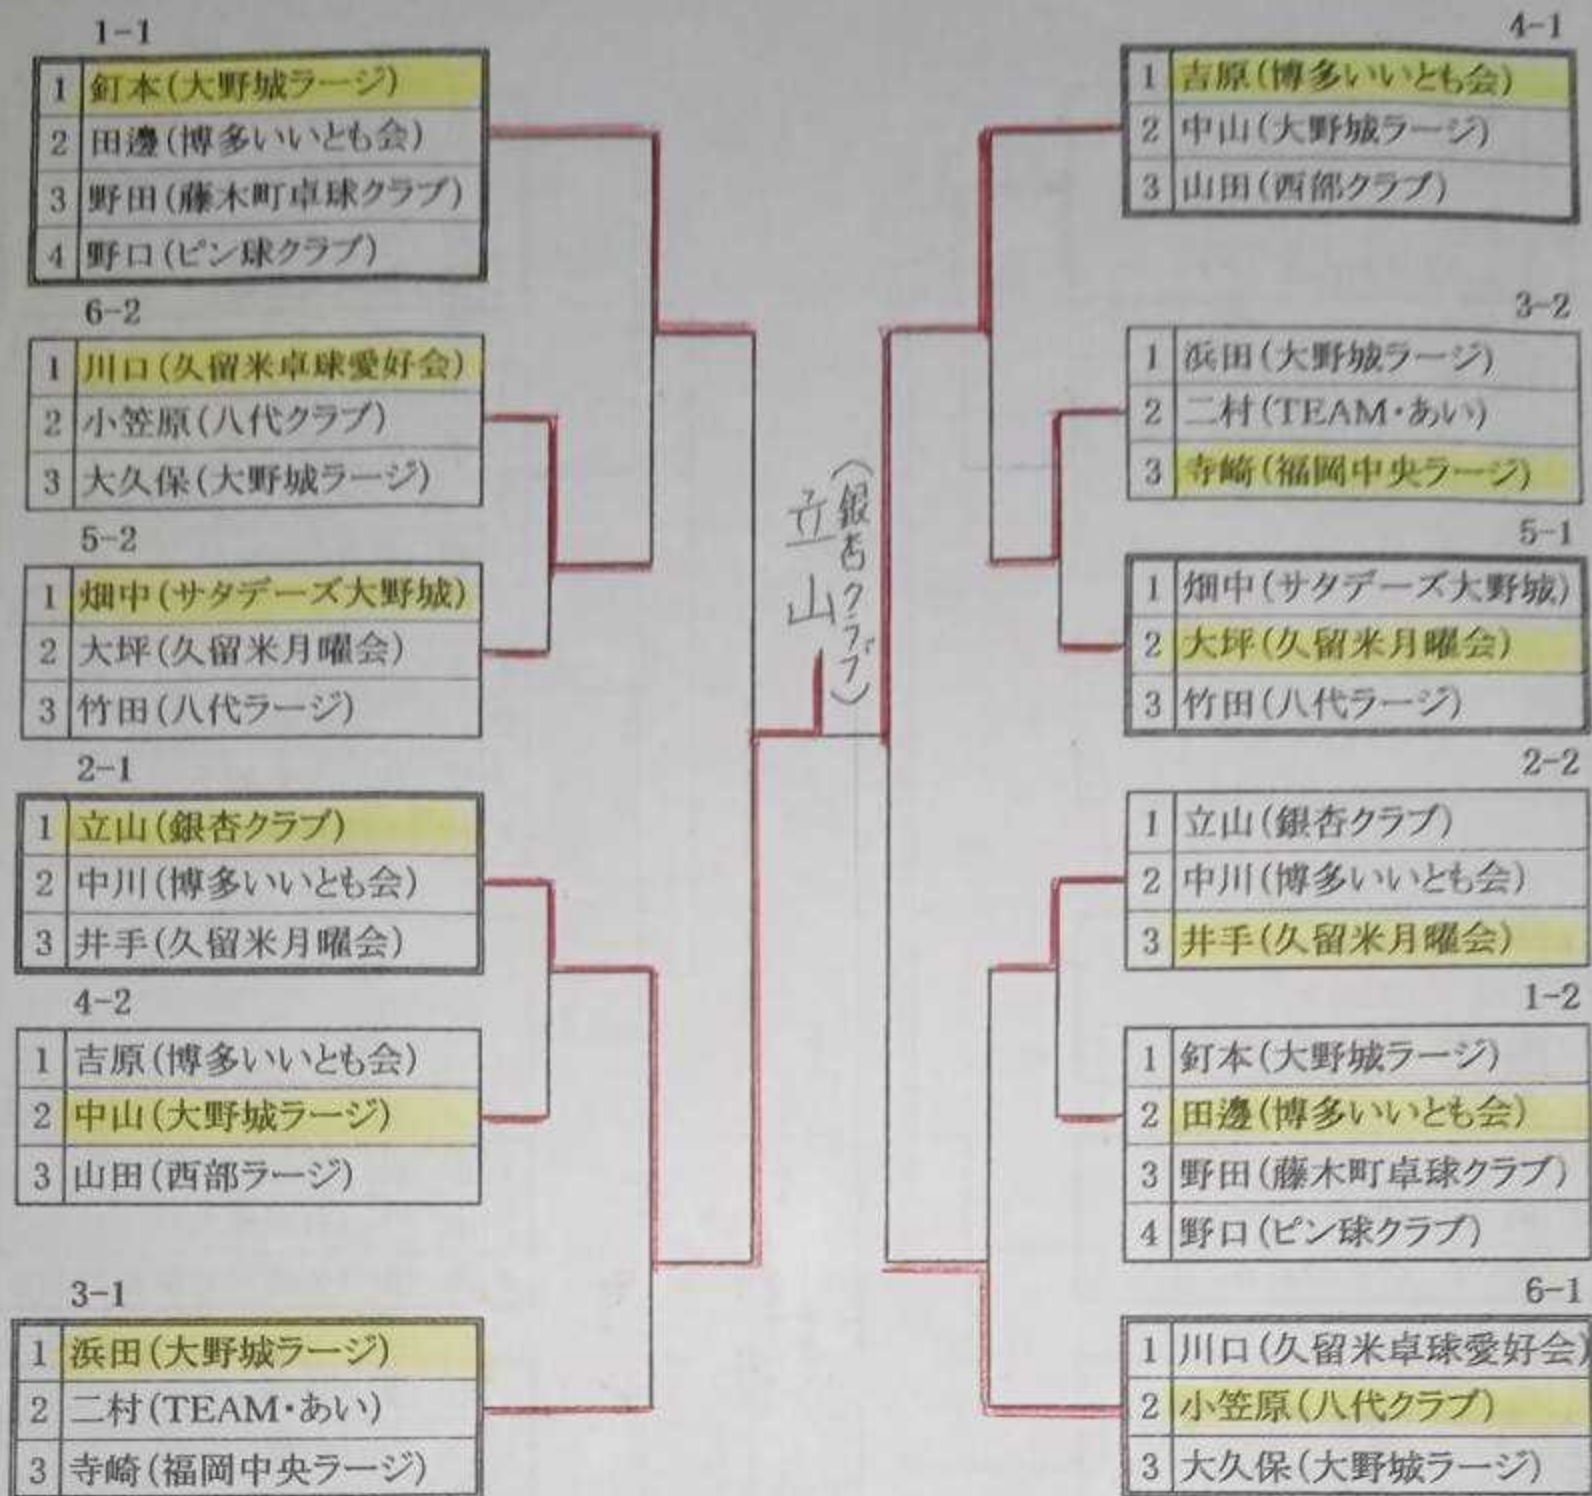 1-1
1 釘本(大野城ラージ)
2 田邊(博多いいとも会)
3 野田(藤木町卓球クラブ)
4 野口(ピン球クラブ)
6-2
1 川口(久留米卓球愛好会)
2 小笠原(八代クラブ)
3 大久保(大野城ラージ)
5-2
1 畑中(サタデーズ大野城)
2 大坪(久留米月曜会)
3 竹田(八代ラージ)
2-1
1 立山(銀杏クラブ)
2 中川(博多いいとも会)
3 井手(久留米月曜会)
4-2
1 吉原(博多いいとも会)
2 中山(大野城ラージ)
3 山田(西部ラージ)
3-1
1 浜田(大野城ラージ)
2 二村(TEAM・あい)
3 寺崎(福岡中央ラージ)
立山
(銀杏クラブ)
4-1
1 吉原(博多いいとも会)
2 中山(大野城ラージ)
3 山田(西部クラブ)
3-2
1 浜田(大野城ラージ)
2 二村(TEAM・あい)
3 寺崎(福岡中央ラージ)
5-1
1 畑中(サタデーズ大野城)
2 大坪(久留米月曜会)
3 竹田(八代ラージ)
2-2
1 立山(銀杏クラブ)
2 中川(博多いいとも会)
3 井手(久留米月曜会)
1-2
1 釘本(大野城ラージ)
2 田邊(博多いいとも会)
3 野田(藤木町卓球クラブ)
4 野口(ピン球クラブ)
6-1
1 川口(久留米卓球愛好会)
2 小笠原(八代クラブ)
3 大久保(大野城ラージ)